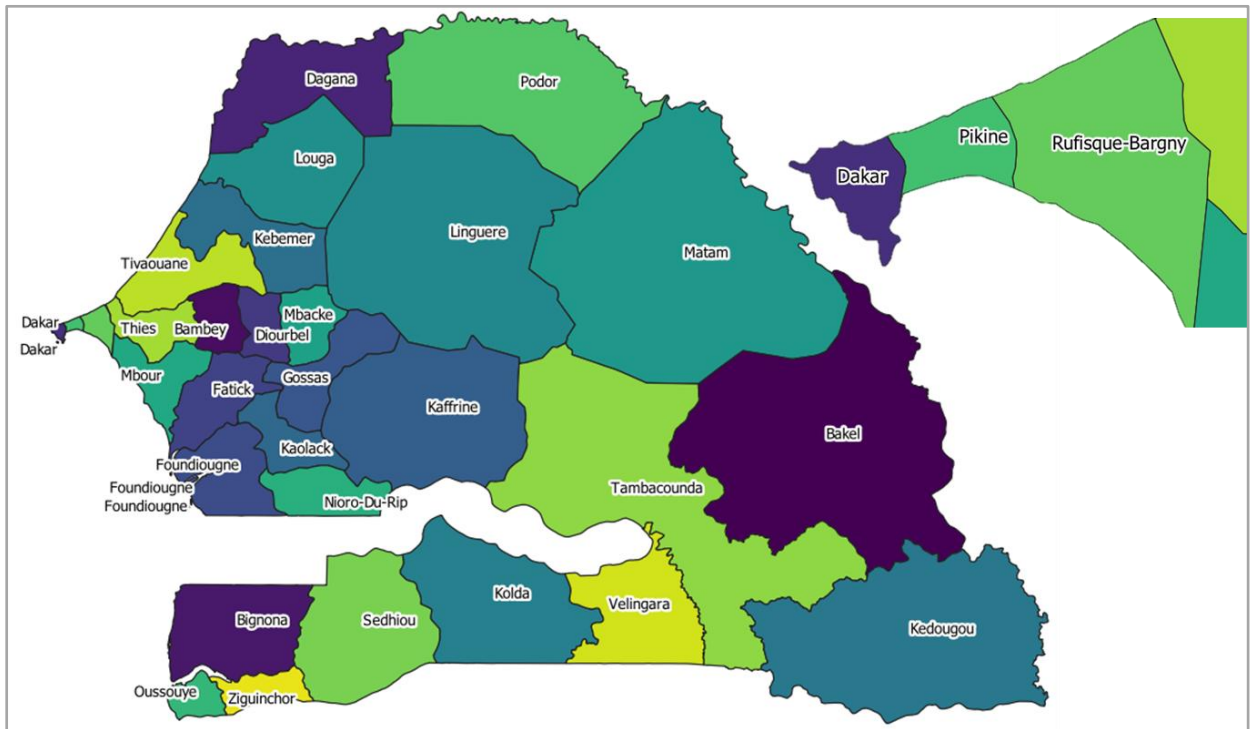 Dagana
Podor
Pikine
Rufisque-Bargny
Louga
Dakar
Kebemer
Linguere
Matam
Tivaouane
Dakar
Thies
Bambey
Diourbel
Mbacke
Dakar
Mbour
Fatick
Gossas
Kaffrine
Bakel
Kaolack
Foundiougne
Foundiougne
Foundiougne
Nioro-Du-Rip
Tambacounda
Bignona
Sedhiou
Kolda
Velingara
Kedougou
Oussouye
Ziguinchor